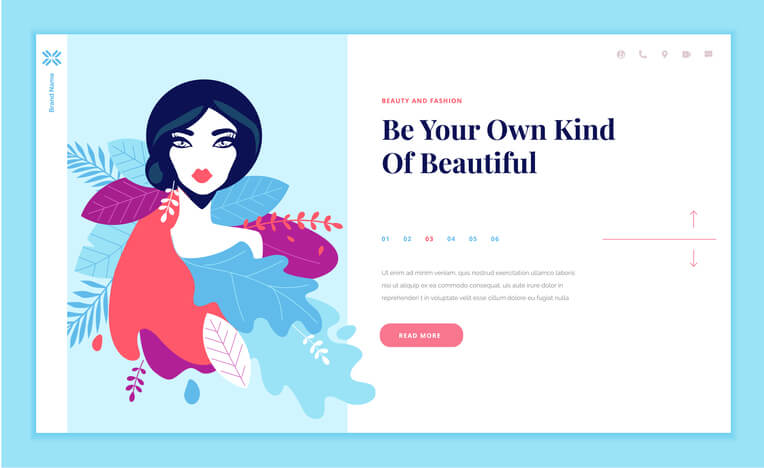 Brand Name
BEAUTY AND FASHION
Be Your Own Kind
Of Beautiful
01 02 03 04 05 06
Ut enim ad minim veniam, quis nostrud exercitation ullamco laboris
nisi ut aliquip ex ea commodo consequat. uis aute irure dolor in
reprehenderi t in voluptate velit esse cillum dolore eu fugiat nulla
READ MORE